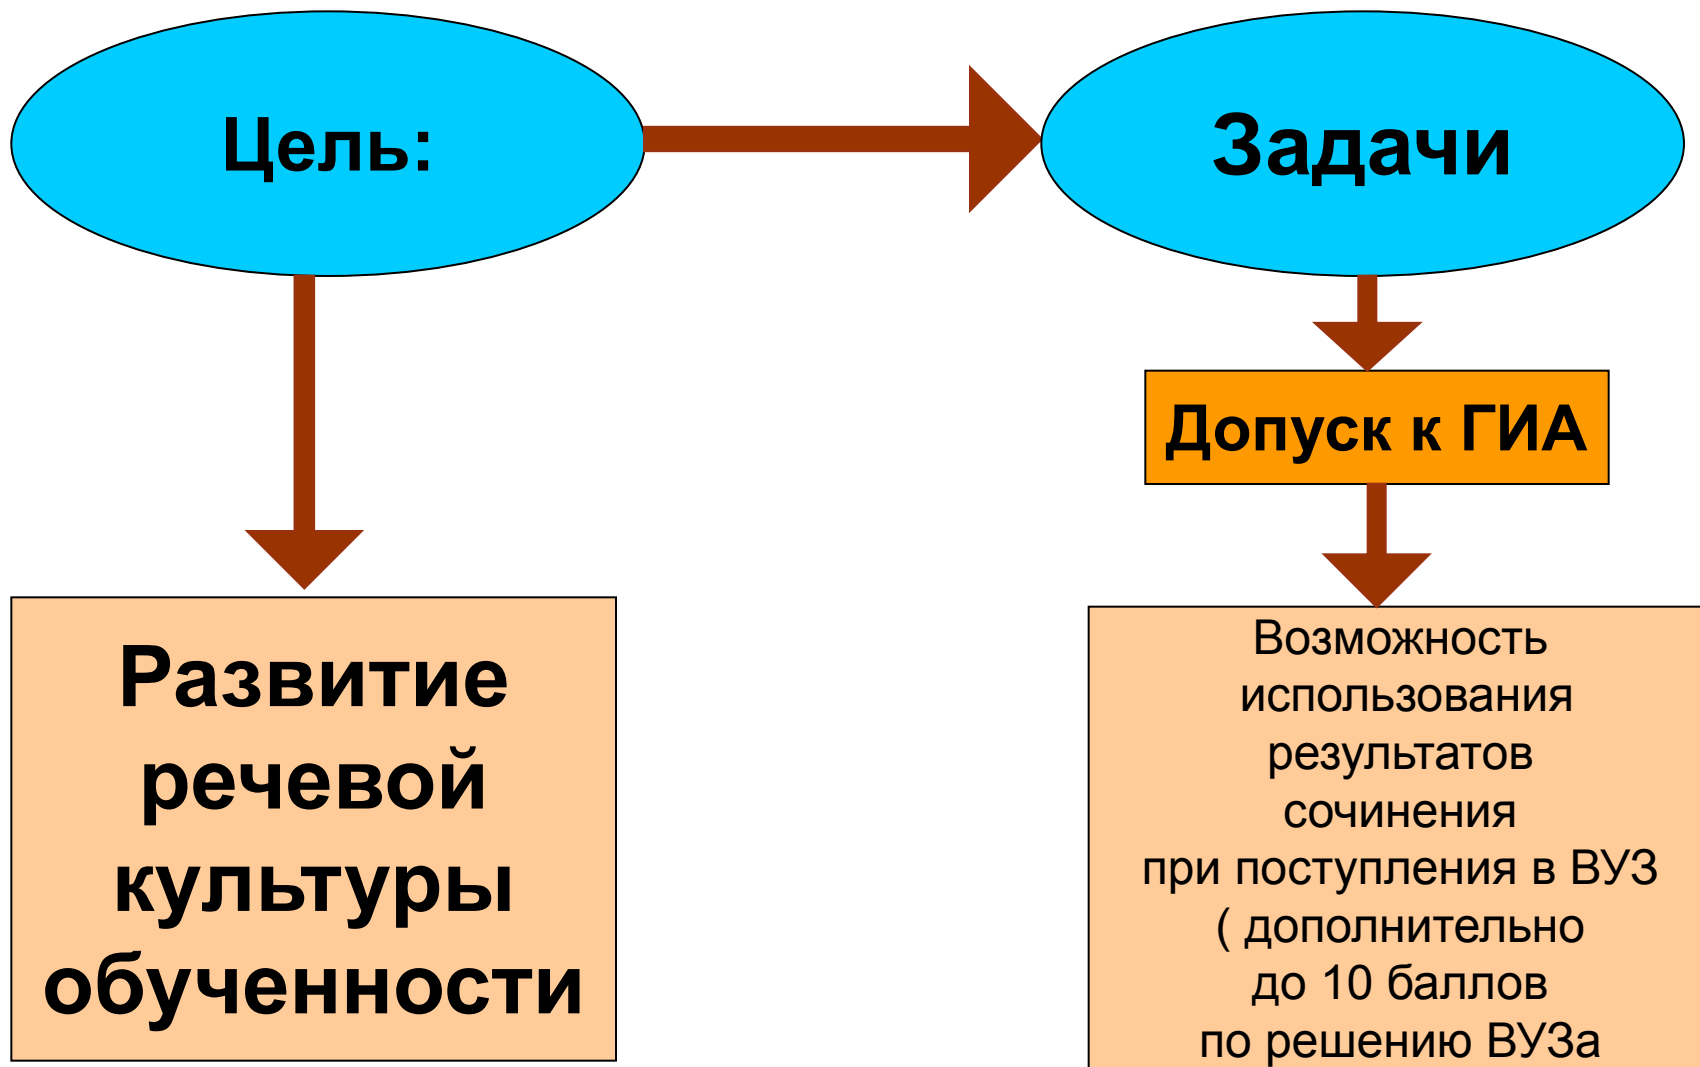 Цель:
Задачи
Допуск к ГИА
Развитие
речевой
культуры
обученности
Возможность
использования
результатов
сочинения
при поступления в ВУЗ
( дополнительно
до 10 баллов
по решению ВУЗа